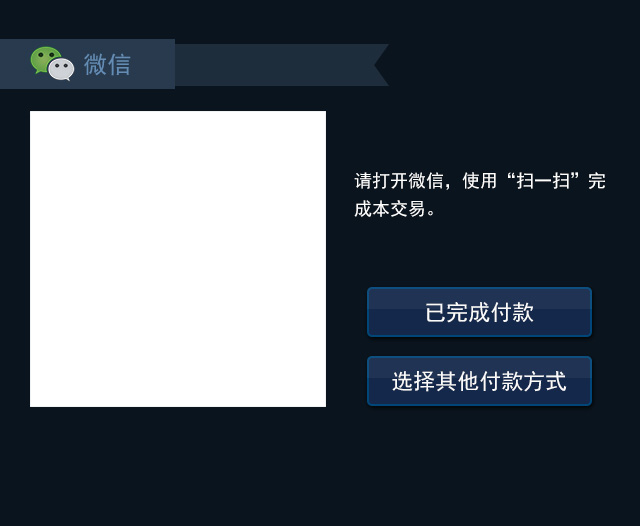 微信
请打开微信，使用“扫一扫”完
成本交易。
已完成付款
选择其他付款方式